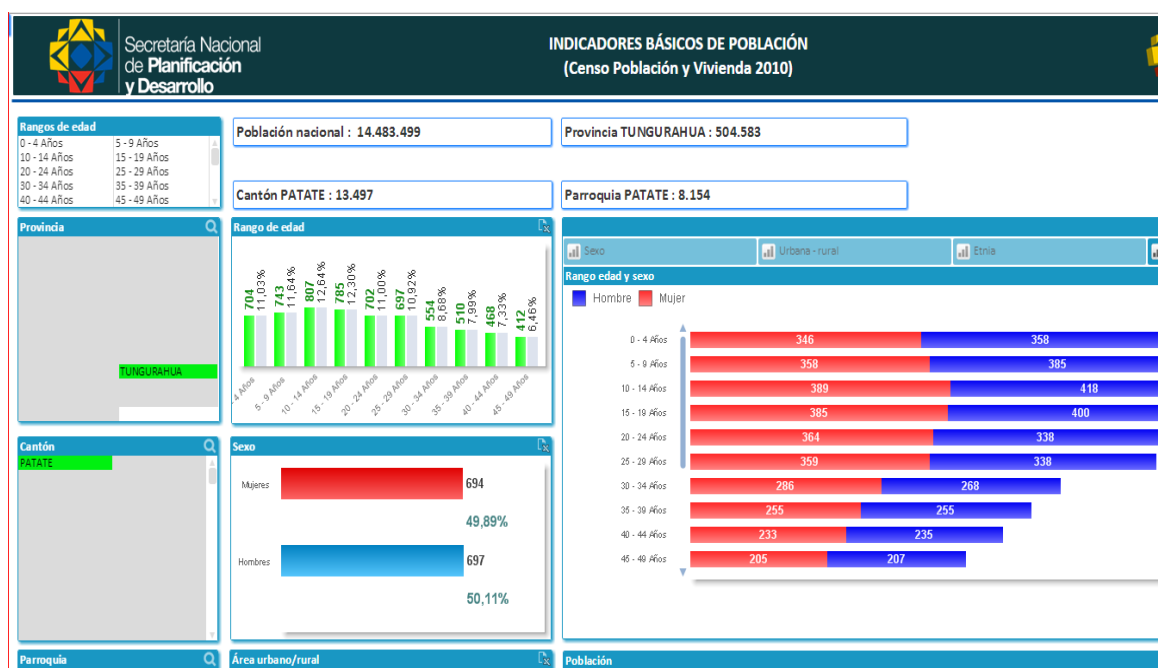 Secretaría Nacional
de Planificación
y Desarrollo
INDICADORES BÁSICOS DE POBLACIÓN
(Censo Población y Vivienda 2010)
Rangos de edad
0 - 4 Años 5 - 9 Años
10 - 14 Años 15 - 19 Años
20 - 24 Años 25 - 29 Años
30 - 34 Años 35 - 39 Años
40 - 44 Años 45 - 49 Años
Población nacional : 14.483.499
Provincia TUNGURAHUA : 504.583
Cantón PATATE : 13.497
Parroquia PATATE : 8.154
Provincia
TUNGURAHUA
Rango de edad
704 11,03%
743 11,64%
807 12,64%
785 12,30%
702 11,00%
697 10,92%
554 8,68%
510 7,99%
468 7,33%
412 6,46%
- 4 Años
5 - 9 Años
10 - 14 Años
15 - 19 Años
20 - 24 Años
25 - 29 Años
30 - 34 Años
35 - 39 Años
40 - 44 Años
45 - 49 Años
Sexo
Urbana - rural
Etnia
Rango edad y sexo
Hombre Mujer
0 - 4 Años 346 358
5 - 9 Años 358 385
10 - 14 Años 389 418
15 - 19 Años 385 400
20 - 24 Años 364 338
25 - 29 Años 359 338
30 - 34 Años 286 268
35 - 39 Años 255 255
40 - 44 Años 233 235
45 - 49 Años 205 207
Cantón
PATATE
Sexo
Mujeres 694
49,89%
Hombres 697
50,11%
Parroquia
Área urbano/rural
Población